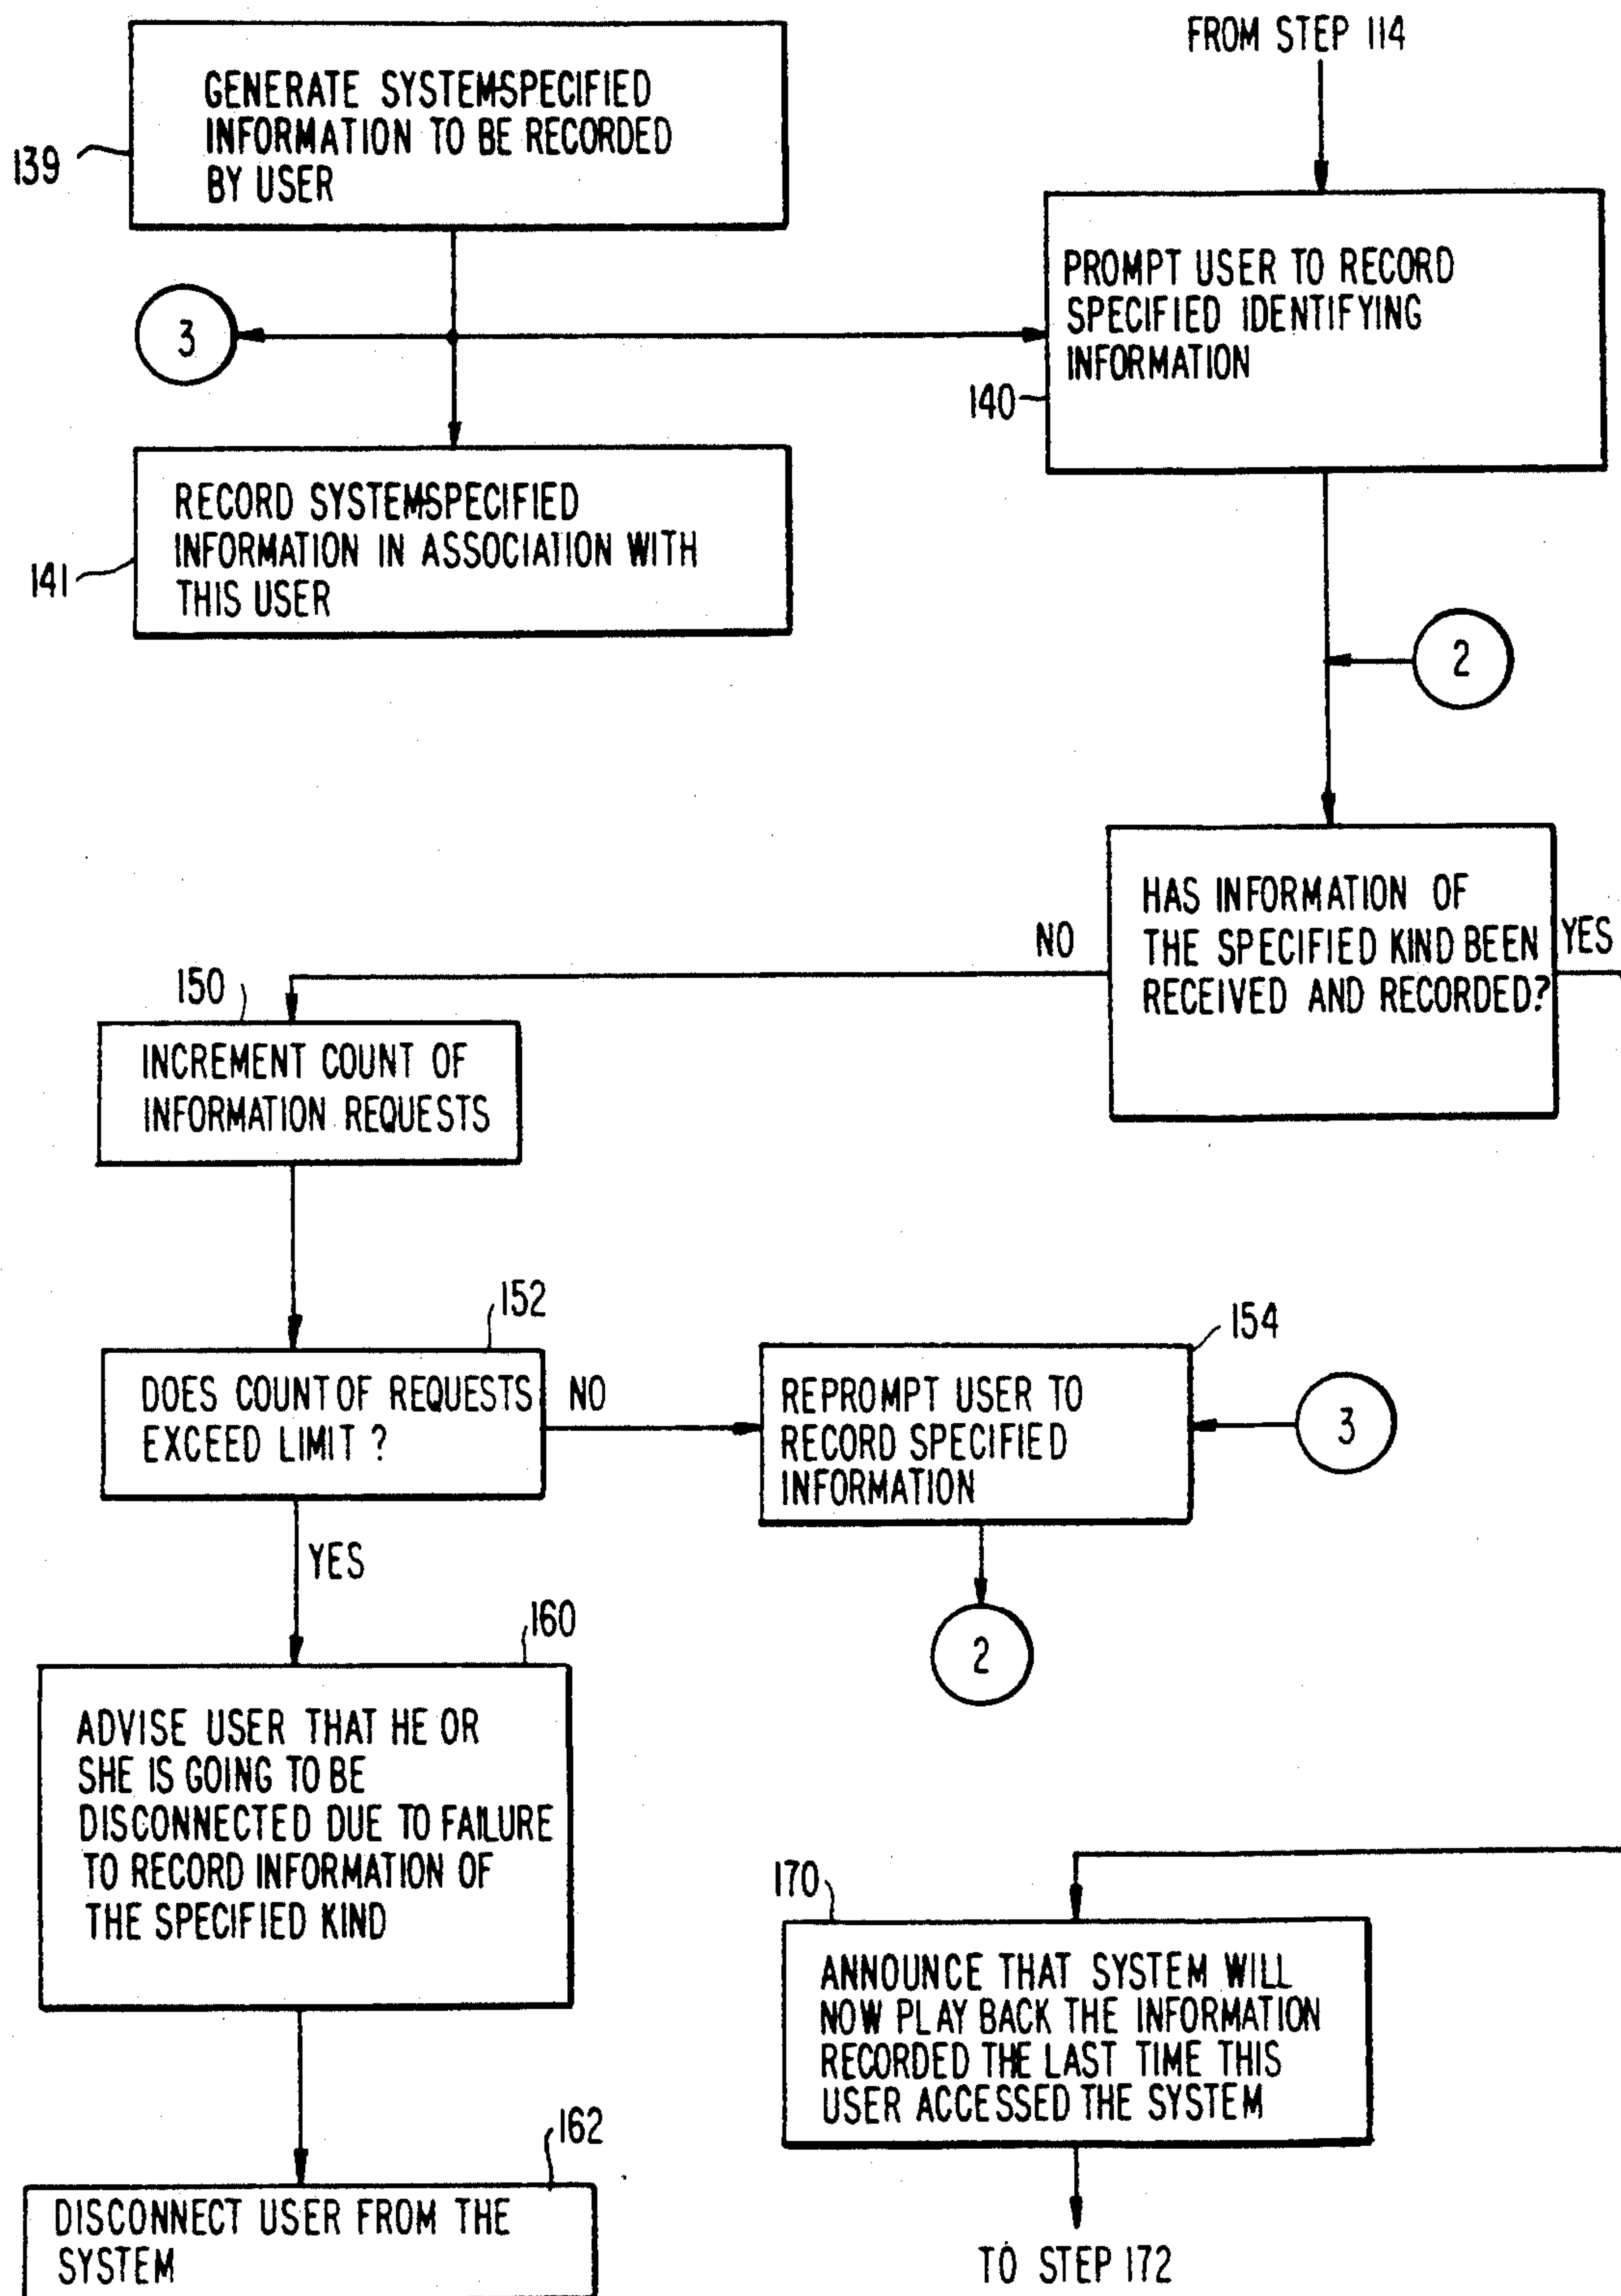 FROM STEP 114
GENERATE SYSTEM-SPECIFIED
INFORMATION TO BE RECORDED
BY USER
139
PROMPT USER TO RECORD
SPECIFIED IDENTIFYING
INFORMATION
140
3
RECORD SYSTEM-SPECIFIED
INFORMATION IN ASSOCIATION WITH
THIS USER
141
2
HAS INFORMATION OF
THE SPECIFIED KIND BEEN
RECEIVED AND RECORDED?
NO
YES
150
INCREMENT COUNT OF
INFORMATION REQUESTS
152
DOES COUNT OF REQUESTS
EXCEED LIMIT ?
NO
154
REPROMPT USER TO
RECORD SPECIFIED
INFORMATION
3
YES
2
160
ADVISE USER THAT HE OR
SHE IS GOING TO BE
DISCONNECTED DUE TO FAILURE
TO RECORD INFORMATION OF
THE SPECIFIED KIND
170
ANNOUNCE THAT SYSTEM WILL
NOW PLAY BACK THE INFORMATION
RECORDED THE LAST TIME THIS
USER ACCESSED THE SYSTEM
162
DISCONNECT USER FROM THE
SYSTEM
TO STEP 172